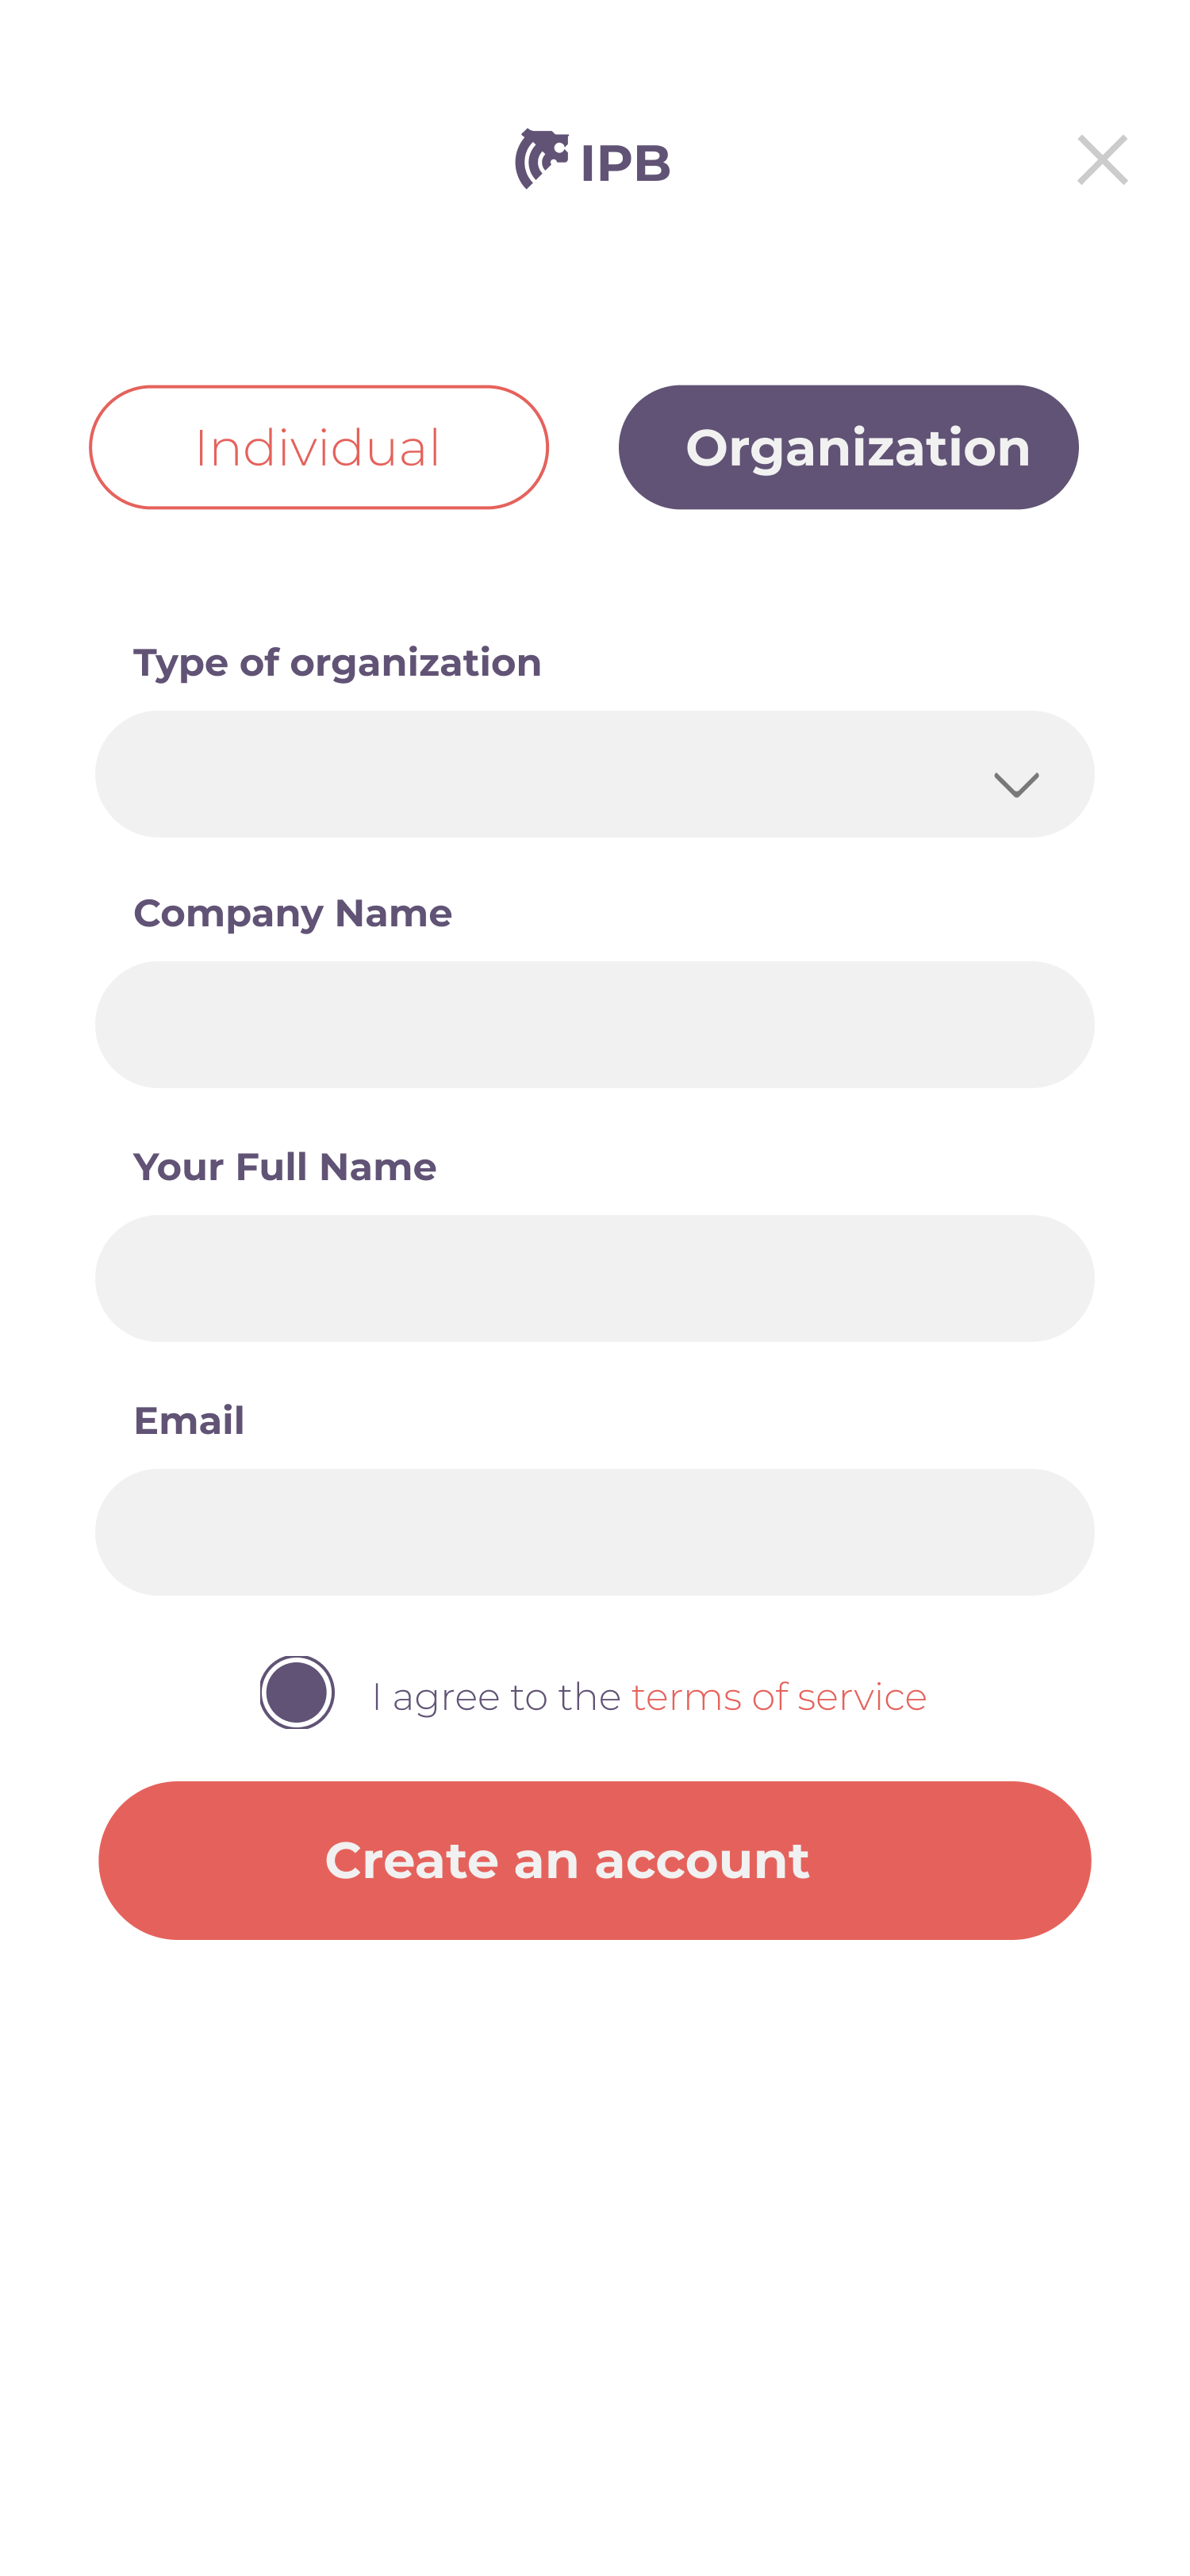 IPB
Individual
Organization
Type of organization
Company Name
Your Full Name
Email
I agree to the terms of service
Create an account